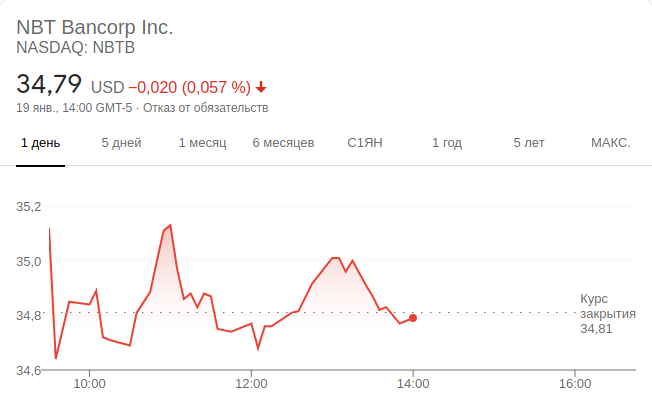 NBT Bancorp Inc.
NASDAQ: NBTB
34,79 USD −0,020 (0,057 %)
19 янв., 14:00 GMT-5 · Отказ от обязательств
1 день 5 дней 1 месяц 6 месяцев С1ЯН 1 год 5 лет МАКС.
35,2
35,0
34,8
34,6
Курс
закрытия
34,81
10:00 12:00 14:00 16:00